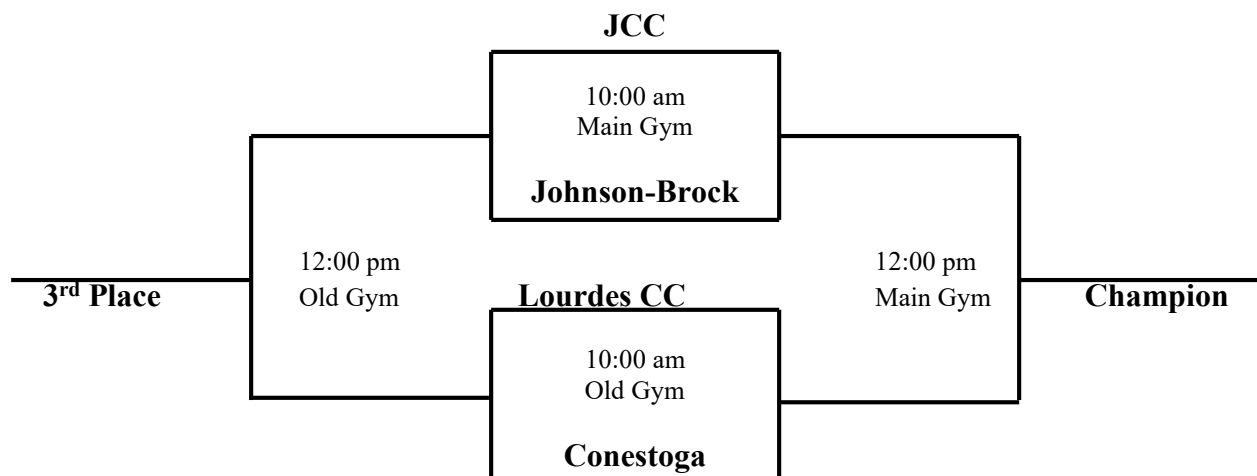 JCC
10:00 am
Main Gym
Johnson-Brock
12:00 pm
Old Gym
3rd Place
Lourdes CC
12:00 pm
Main Gym
Champion
10:00 am
Old Gym
Conestoga